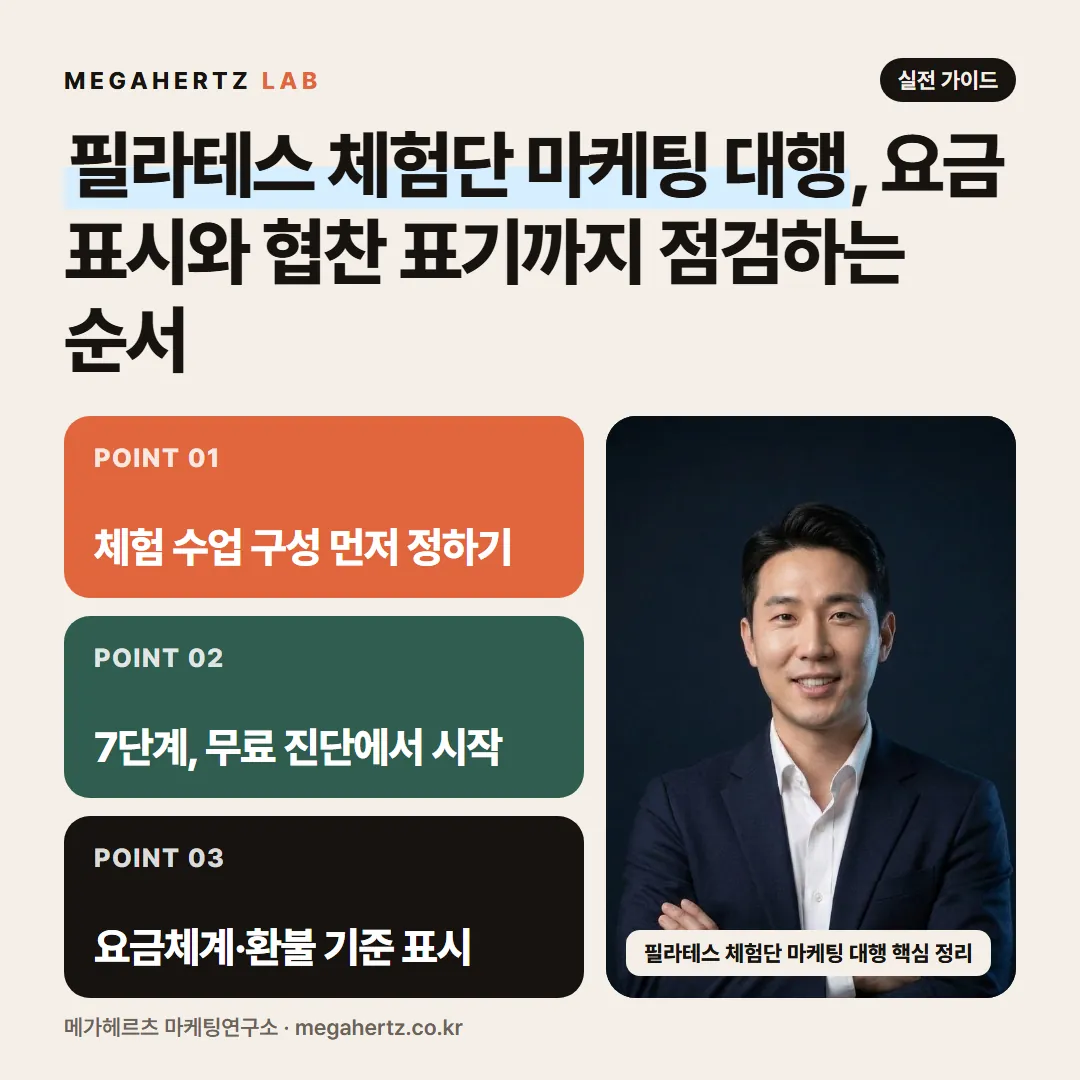 MEGAHERTZ LAB
실전 가이드
필라테스 체험단 마케팅 대행, 요금
표시와 협찬 표기까지 점검하는
순서
POINT 01
체험 수업 구성 먼저 정하기
POINT 02
7단계, 무료 진단에서 시작
POINT 03
요금체계·환불 기준 표시
필라테스 체험단 마케팅 대행 핵심 정리
메가헤르츠 마케팅연구소 · megahertz.co.kr